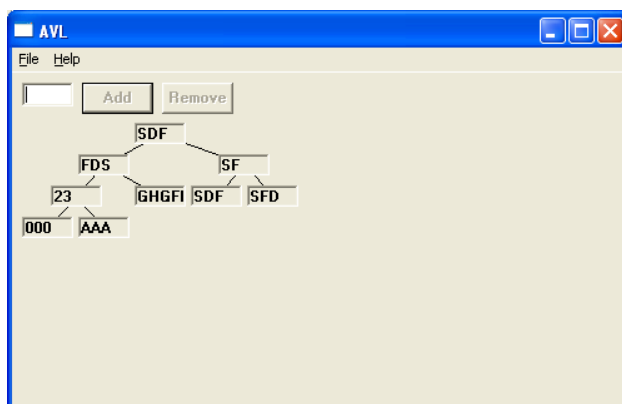 AVL
File Help
Add Remove
SDF
FDS SF
23 GHGFI SDF SFD
000 AAA